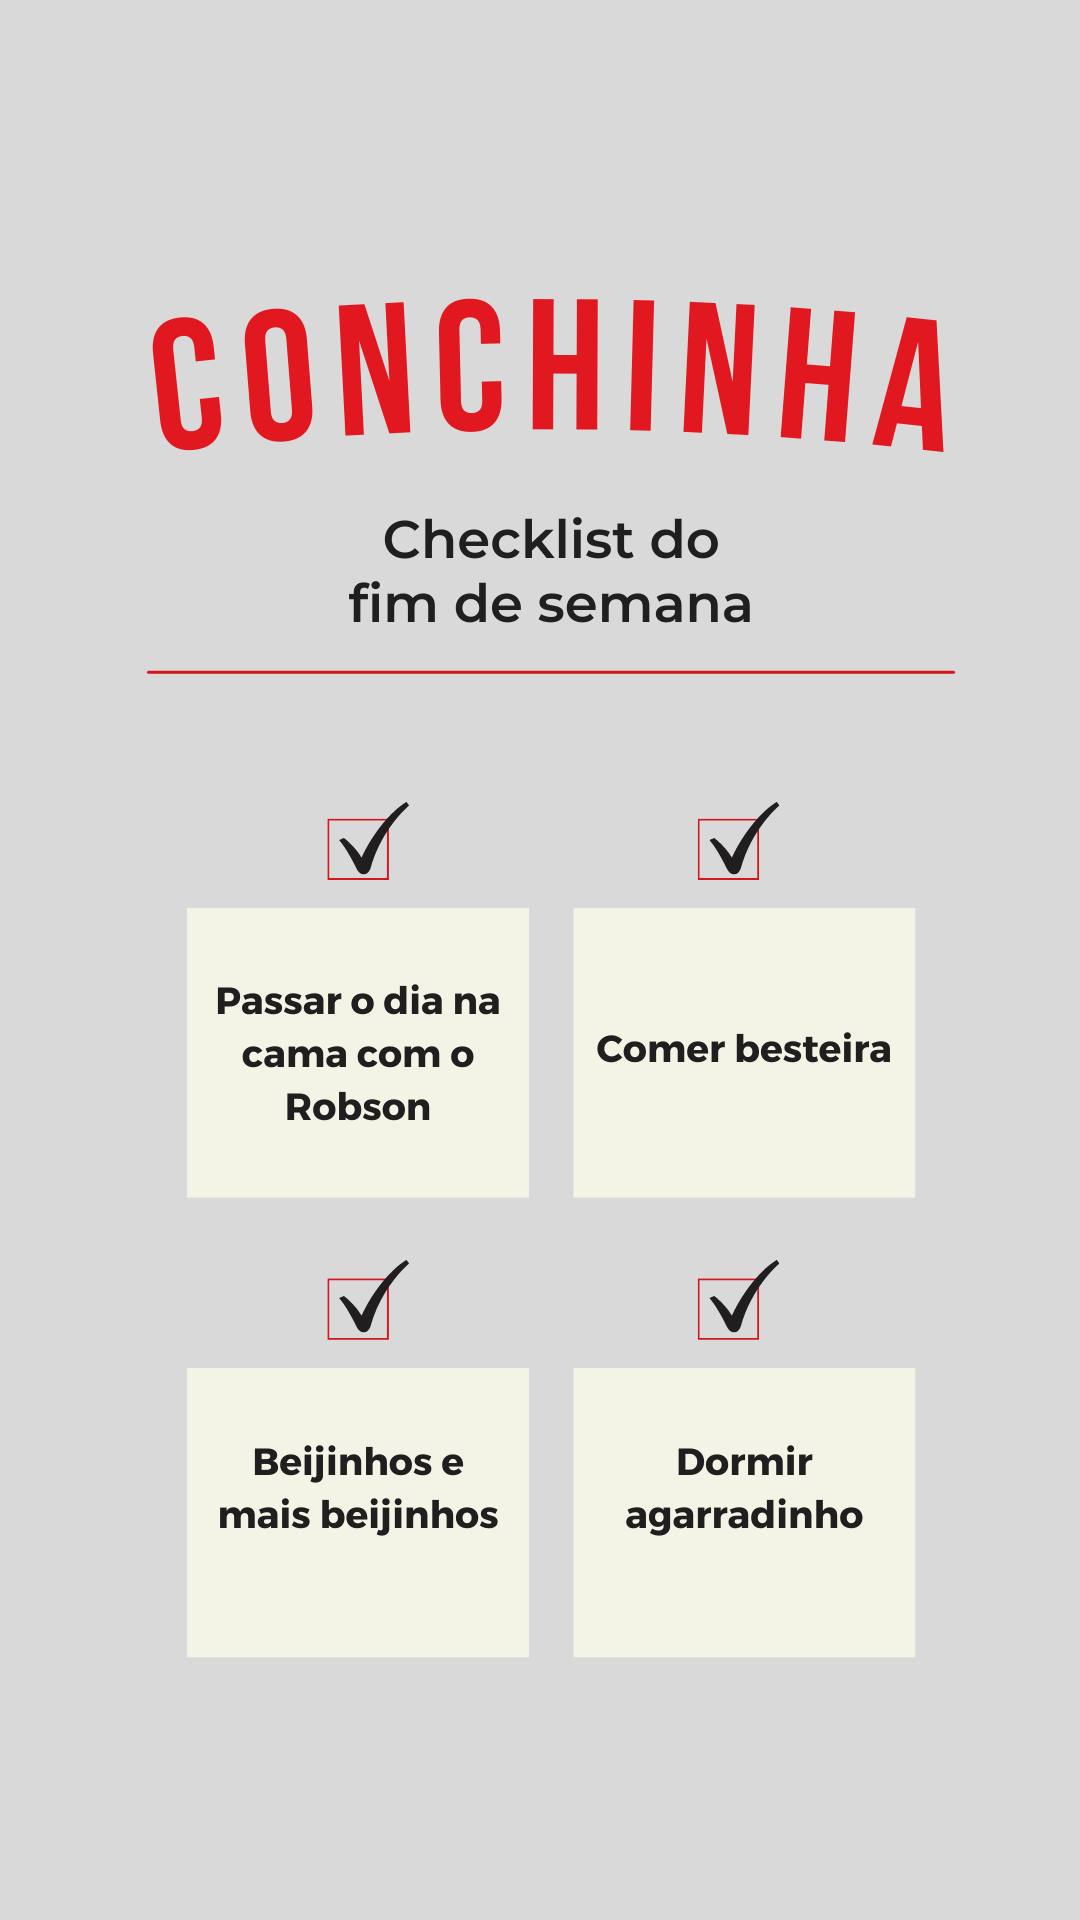 CONCHINHA
Checklist do
fim de semana
Passar o dia na
cama com o
Robson
Comer besteira
Beijinhos e
mais beijinhos
Dormir
agarradinho